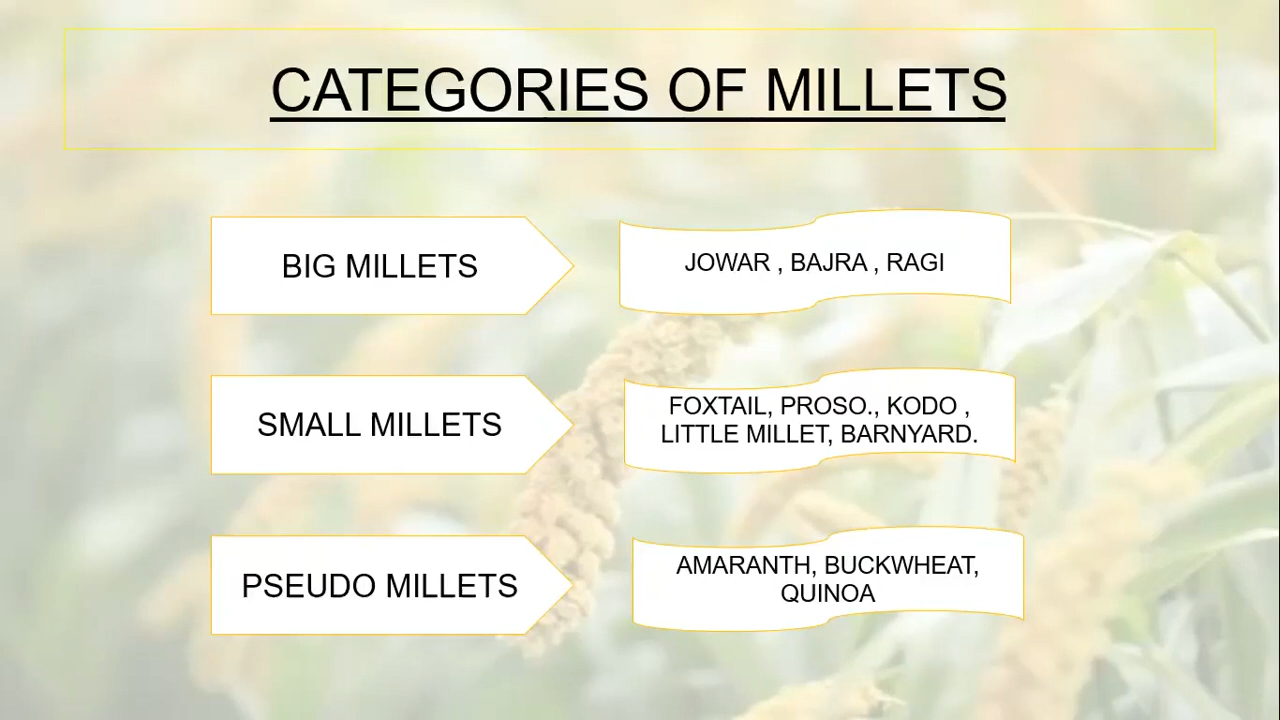 CATEGORIES OF MILLETS
BIG MILLETS
JOWAR , BAJRA , RAGI
SMALL MILLETS
FOXTAIL, PROSO., KODO ,
LITTLE MILLET, BARNYARD.
PSEUDO MILLETS
AMARANTH, BUCKWHEAT,
QUINOA